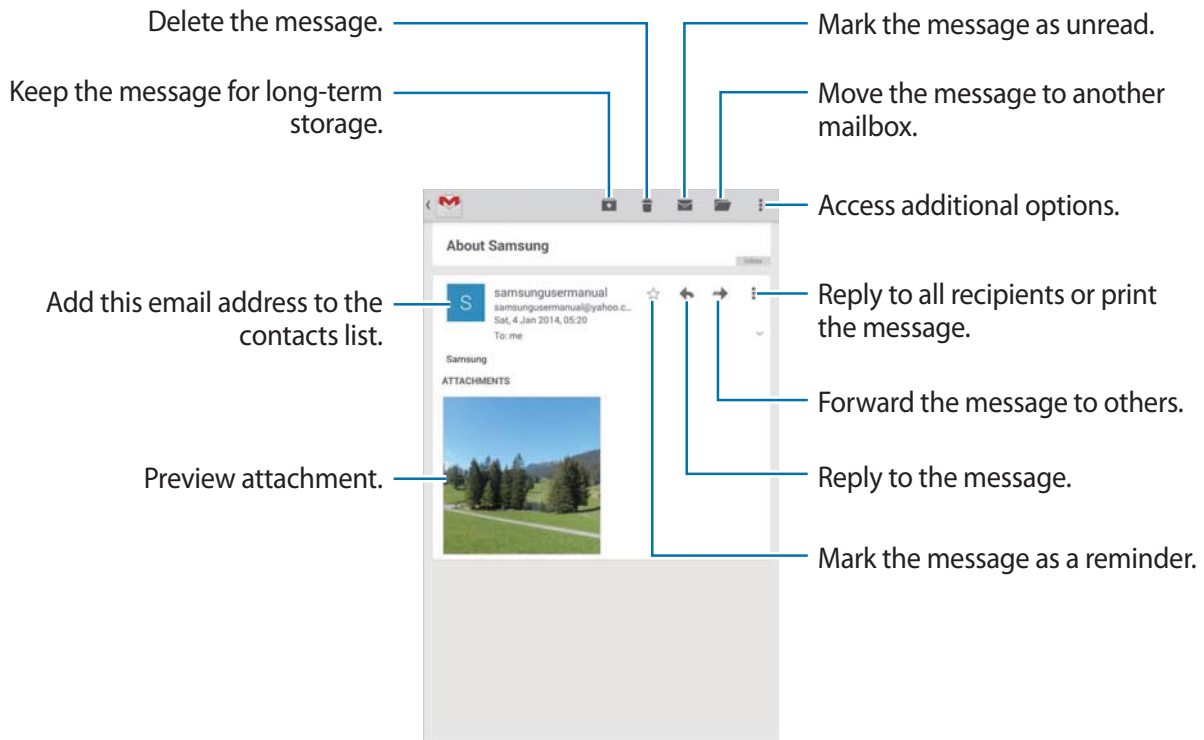 Delete the message.
Mark the message as unread.
Keep the message for long-term
storage.
Move the message to another
mailbox.
Access additional options.
About Samsung
Inbox
Add this email address to the
contacts list.
S
samsungusermanual
samsungusermanual@yahoo.c...
Sat, 4 Jan 2014, 05:20
To: me
Reply to all recipients or print
the message.
Samsung
ATTACHMENTS
Forward the message to others.
Preview attachment.
Reply to the message.
Mark the message as a reminder.